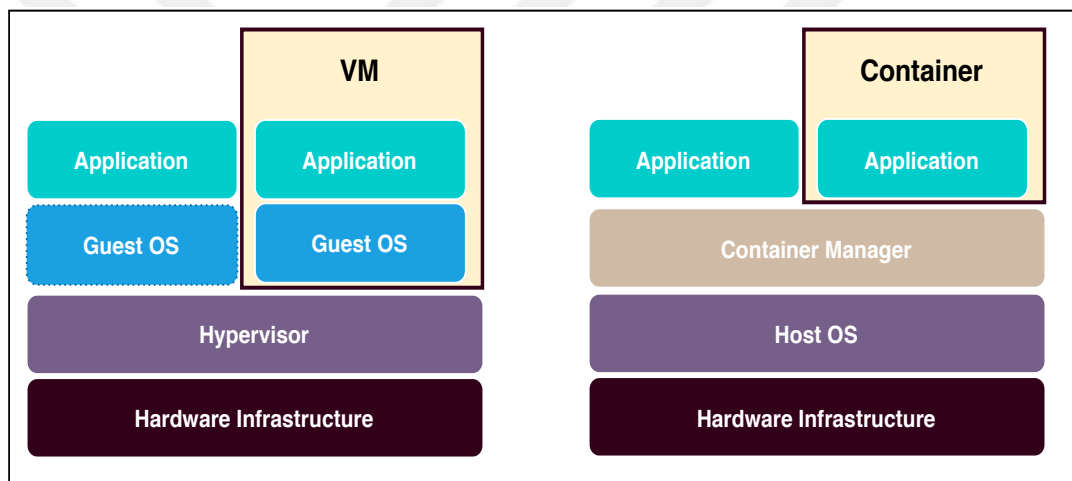 VM
Application
Application
Guest OS
Guest OS
Hypervisor
Hardware Infrastructure
Container
Application
Application
Container Manager
Host OS
Hardware Infrastructure